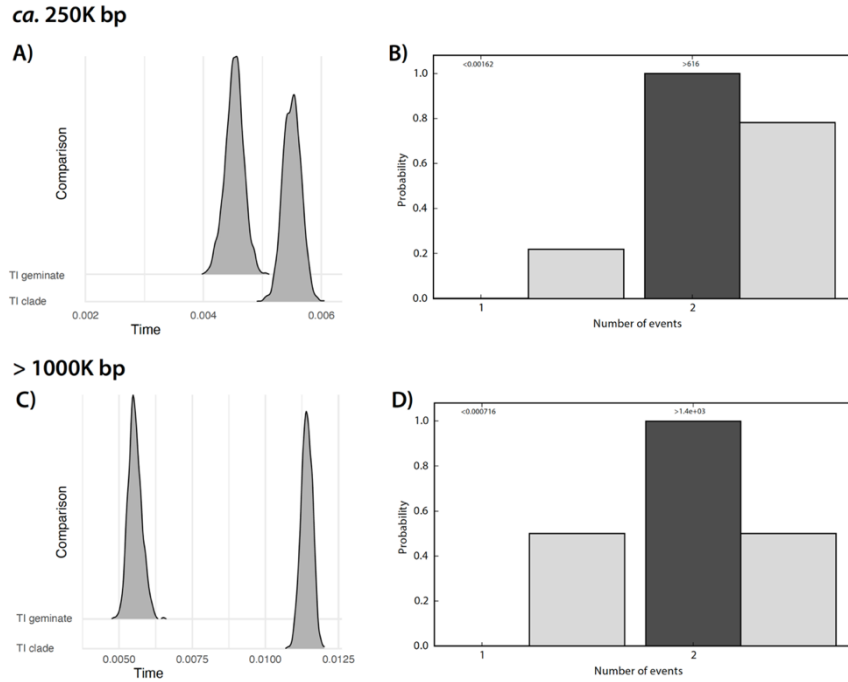 ca. 250K bp
A)
Comparison
TI geminate
TI clade
0.002
0.004
0.006
Time
B)
<0.00162
>616
1.0
0.8
0.6
0.4
0.2
0.0
Probability
1
2
Number of events
> 1000K bp
C)
Comparison
TI geminate
TI clade
0.0050
0.0075
0.0100
0.0125
Time
D)
<0.000716
>1.4e+03
1.0
0.8
0.6
0.4
0.2
0.0
Probability
1
2
Number of events